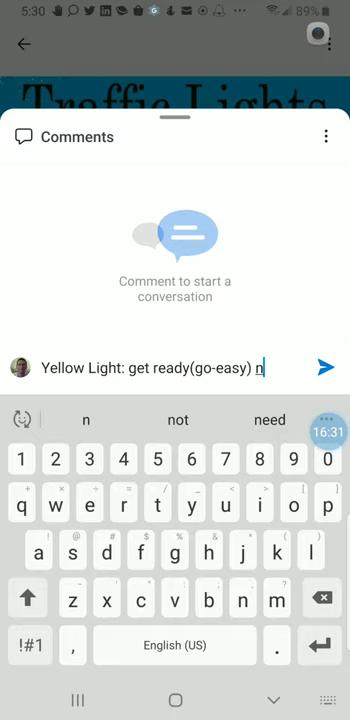 5:30
89%
Traffic Lights
Comments
Comment to start a
conversation
Yellow Light: get ready(go-easy) n
n not need
16:31
1 2 3 4 5 6 7 8 9 0
+ × ÷ = / _ < > [ ]
q w e r t y u i o p
! @ # $ % ^ & * ( )
a s d f g h j k l
- ' " : ; , ?
z x c v b n m
!#1 , English (US) .